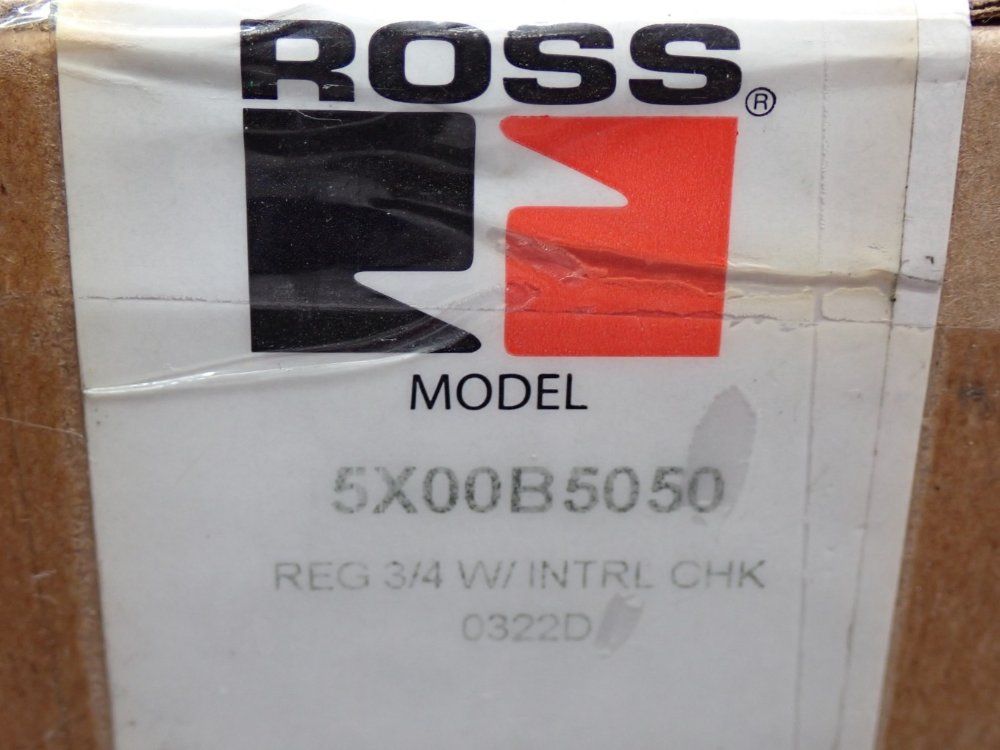 ROSS®
MODEL
5X00B5050
REG 3/4 W/ INTRL CHK
0322D